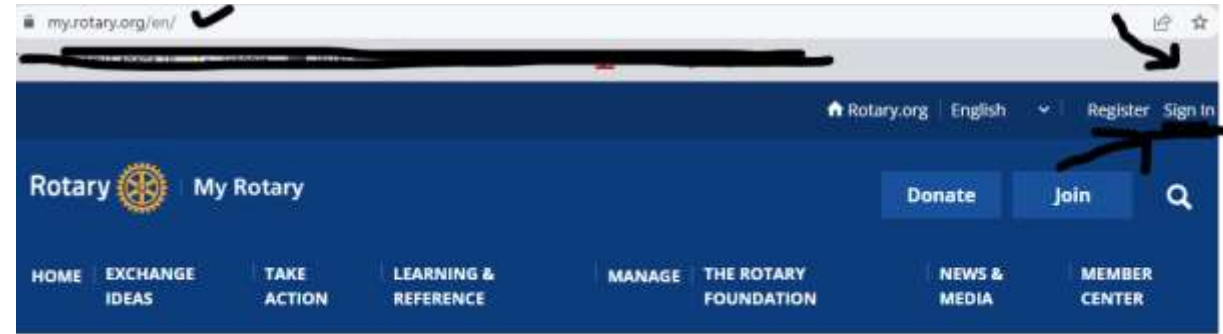 my.rotary.org/en/
Rotary.org English Register Sign In
Rotary My Rotary
Donate Join
HOME EXCHANGE IDEAS TAKE ACTION LEARNING & REFERENCE MANAGE THE ROTARY FOUNDATION NEWS & MEDIA MEMBER CENTER